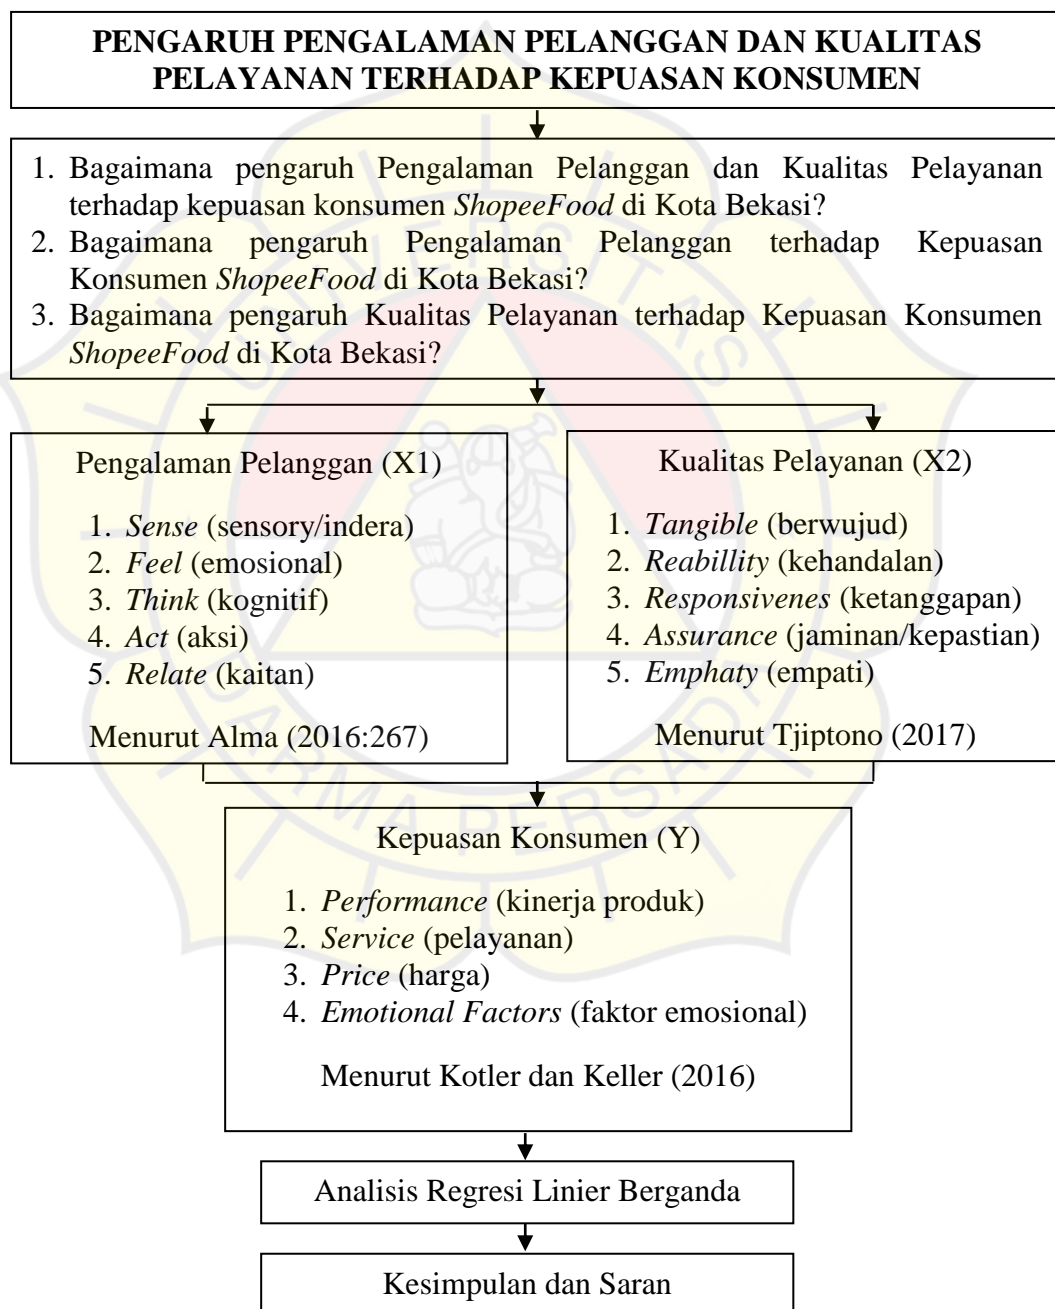 PENGARUH PENGALAMAN PELANGGAN DAN KUALITAS
PELAYANAN TERHADAP KEPUASAN KONSUMEN
1. Bagaimana pengaruh Pengalaman Pelanggan dan Kualitas Pelayanan
terhadap kepuasan konsumen ShopeeFood di Kota Bekasi?
2. Bagaimana pengaruh Pengalaman Pelanggan terhadap Kepuasan
Konsumen ShopeeFood di Kota Bekasi?
3. Bagaimana pengaruh Kualitas Pelayanan terhadap Kepuasan Konsumen
ShopeeFood di Kota Bekasi?
Pengalaman Pelanggan (X1)
1. Sense (sensory/indera)
2. Feel (emosional)
3. Think (kognitif)
4. Act (aksi)
5. Relate (kaitan)
Menurut Alma (2016:267)
Kualitas Pelayanan (X2)
1. Tangible (berwujud)
2. Reabillity (kehandalan)
3. Responsivenes (ketanggapan)
4. Assurance (jaminan/kepastian)
5. Emphaty (empati)
Menurut Tjiptono (2017)
Kepuasan Konsumen (Y)
1. Performance (kinerja produk)
2. Service (pelayanan)
3. Price (harga)
4. Emotional Factors (faktor emosional)
Menurut Kotler dan Keller (2016)
Analisis Regresi Linier Berganda
Kesimpulan dan Saran
UNIVERSITAS
DARMA PERSADA